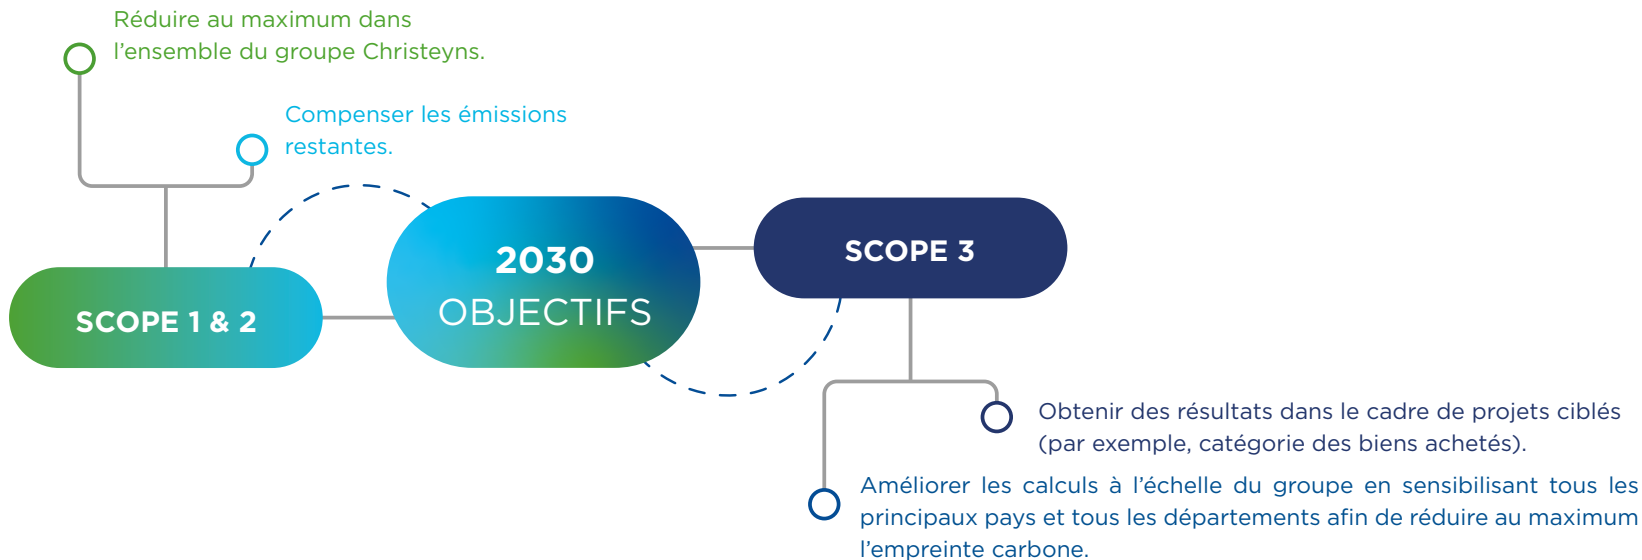 Réduire au maximum dans
l'ensemble du groupe Christeyns.
Compenser les émissions
restantes.
SCOPE 1 & 2
2030
OBJECTIFS
SCOPE 3
Obtenir des résultats dans le cadre de projets ciblés
(par exemple, catégorie des biens achetés).
Améliorer les calculs à l'échelle du groupe en sensibilisant tous les
principaux pays et tous les départements afin de réduire au maximum
l'empreinte carbone.